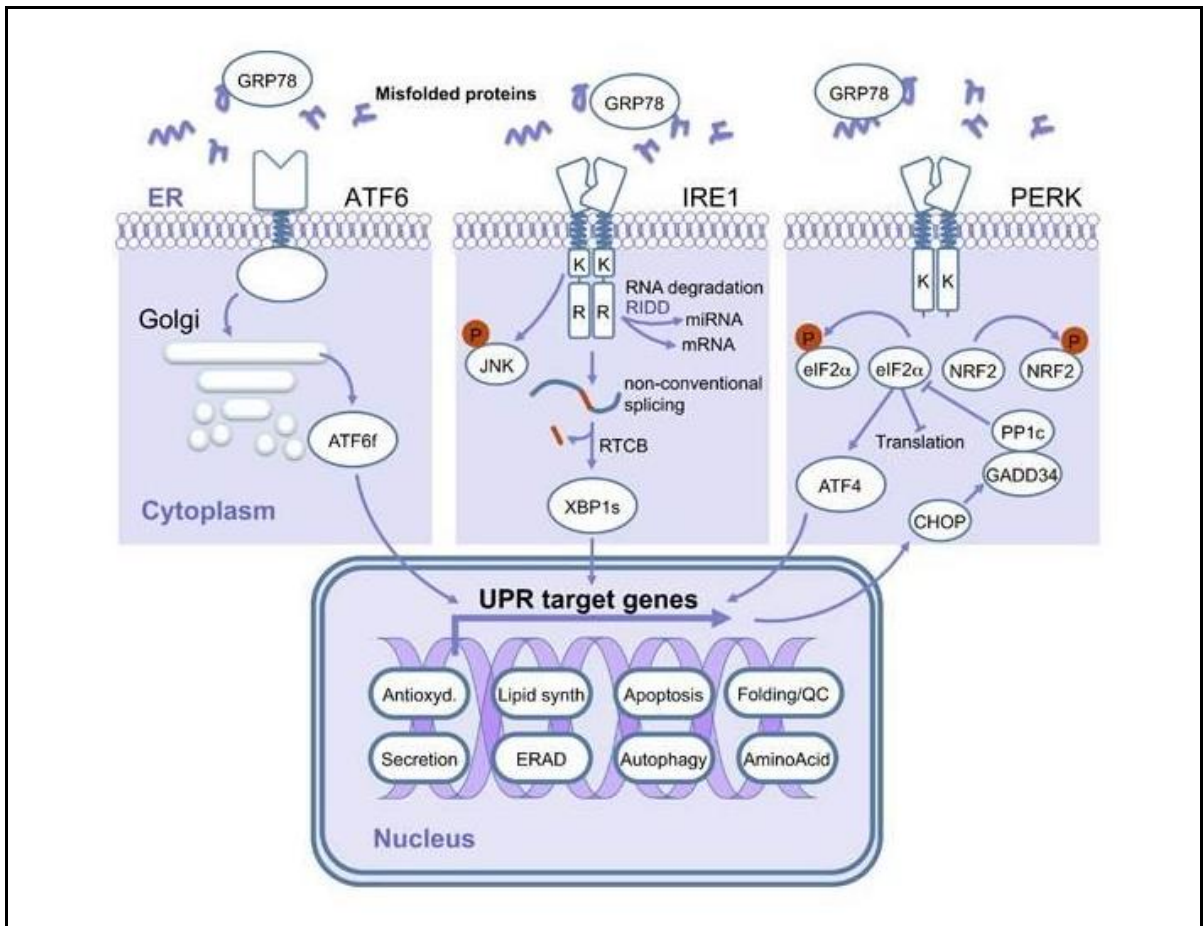 GRP78
Misfolded proteins
GRP78
GRP78
ER
ATF6
IRE1
PERK
Golgi
ATF6f
Cytoplasm
K K
R R
RNA degradation
RIDD
miRNA
mRNA
P
JNK
non-conventional
splicing
RTCB
XBP1s
K K
P
eIF2α
eIF2α
NRF2
P
NRF2
Translation
PP1c
GADD34
ATF4
CHOP
UPR target genes
Antioxyd.
Lipid synth
Apoptosis
Folding/QC
Secretion
ERAD
Autophagy
AminoAcid
Nucleus